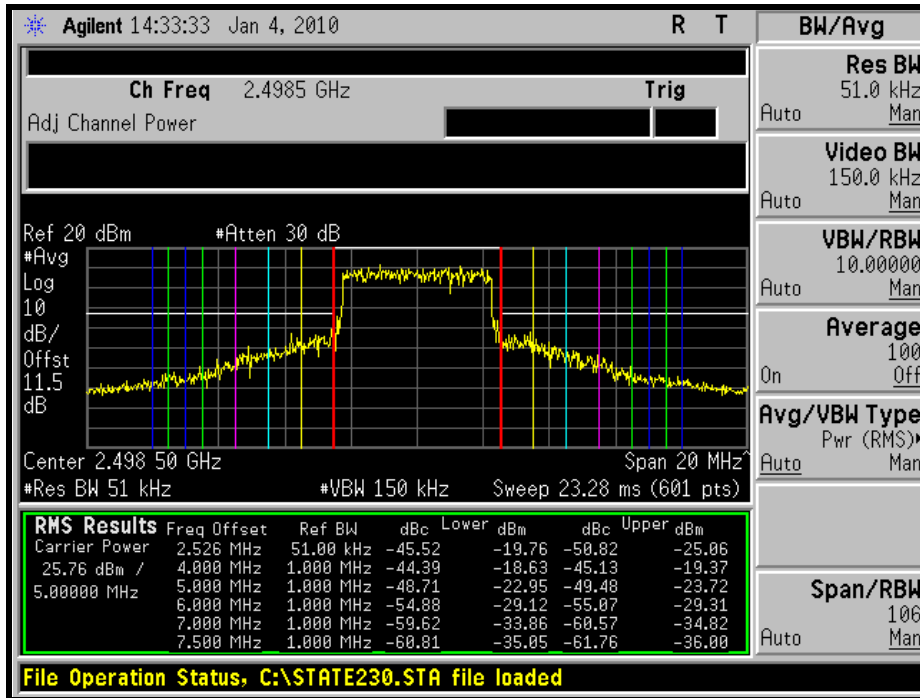 Agilent 14:33:33 Jan 4, 2010 R T
BW/Avg
Ch Freq 2.4985 GHz Trig
Adj Channel Power
Ref 20 dBm #Atten 30 dB
#Avg
Log
10
dB/
Offst
11.5
dB
Center 2.498 50 GHz Span 20 MHz^
#Res BW 51 kHz #VBW 150 kHz Sweep 23.28 ms (601 pts)
RMS Results Freq Offset Ref BW dBc Lower dBm dBc Upper dBm
Carrier Power 2.526 MHz 51.00 kHz -45.52 -19.76 -50.82 -25.06
25.76 dBm / 4.000 MHz 1.000 MHz -44.39 -18.63 -45.13 -19.37
5.00000 MHz 5.000 MHz 1.000 MHz -48.71 -22.95 -49.48 -23.72
6.000 MHz 1.000 MHz -54.88 -29.12 -55.07 -29.31
7.000 MHz 1.000 MHz -59.62 -33.86 -60.57 -34.82
7.500 MHz 1.000 MHz -60.81 -35.05 -61.76 -36.00
File Operation Status, C:\STATE230.STA file loaded
Res BW
51.0 kHz
Auto Man
Video BW
150.0 kHz
Auto Man
VBW/RBW
10.00000
Auto Man
Average
100
On Off
Avg/VBW Type
Pwr (RMS)▸
Auto Man
Span/RBW
106
Auto Man